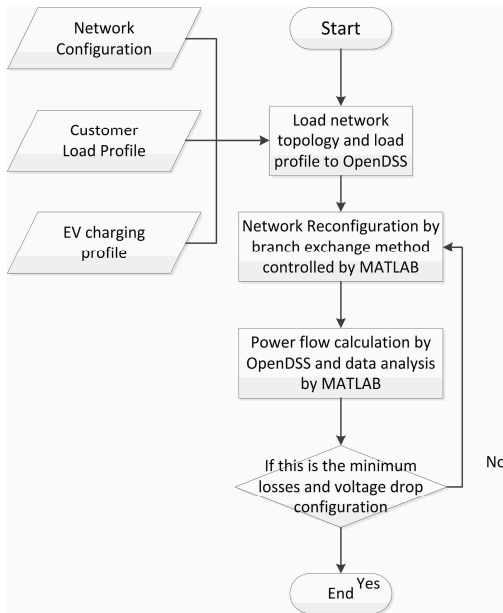 Network
Configuration
Start
Customer
Load Profile
Load network
topology and load
profile to OpenDSS
EV charging
profile
Network Reconfiguration by
branch exchange method
controlled by MATLAB
Power flow calculation by
OpenDSS and data analysis
by MATLAB
If this is the minimum
losses and voltage drop
configuration
No
Yes
End